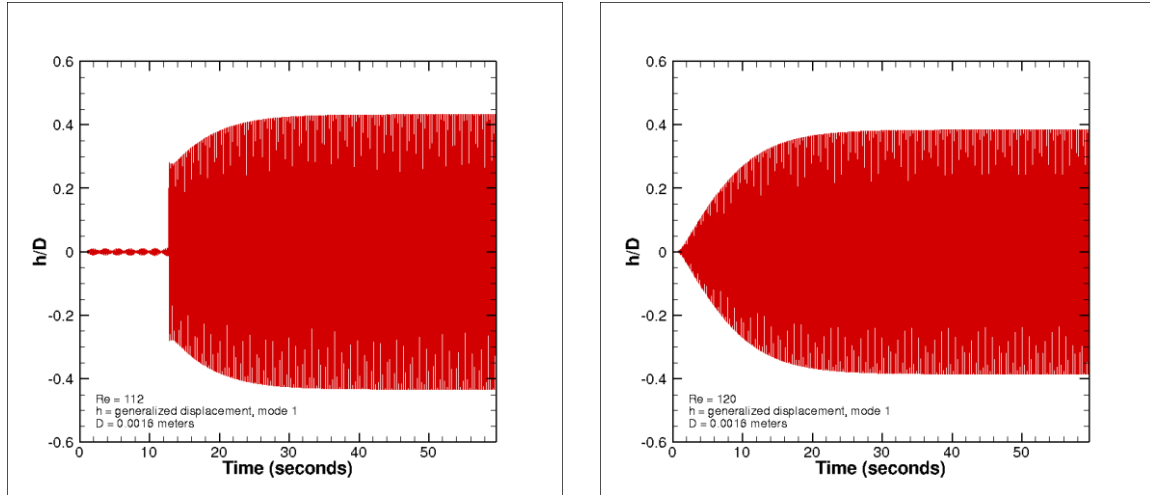 0.6
0.4
0.2
0
-0.2
-0.4
-0.6
h/D
Re = 112
h = generalized displacement, mode 1
D = 0.0016 meters
0 10 20 30 40 50
Time (seconds)
0.6
0.4
0.2
0
-0.2
-0.4
-0.6
h/D
Re = 120
h = generalized displacement, mode 1
D = 0.0016 meters
0 10 20 30 40 50
Time (seconds)